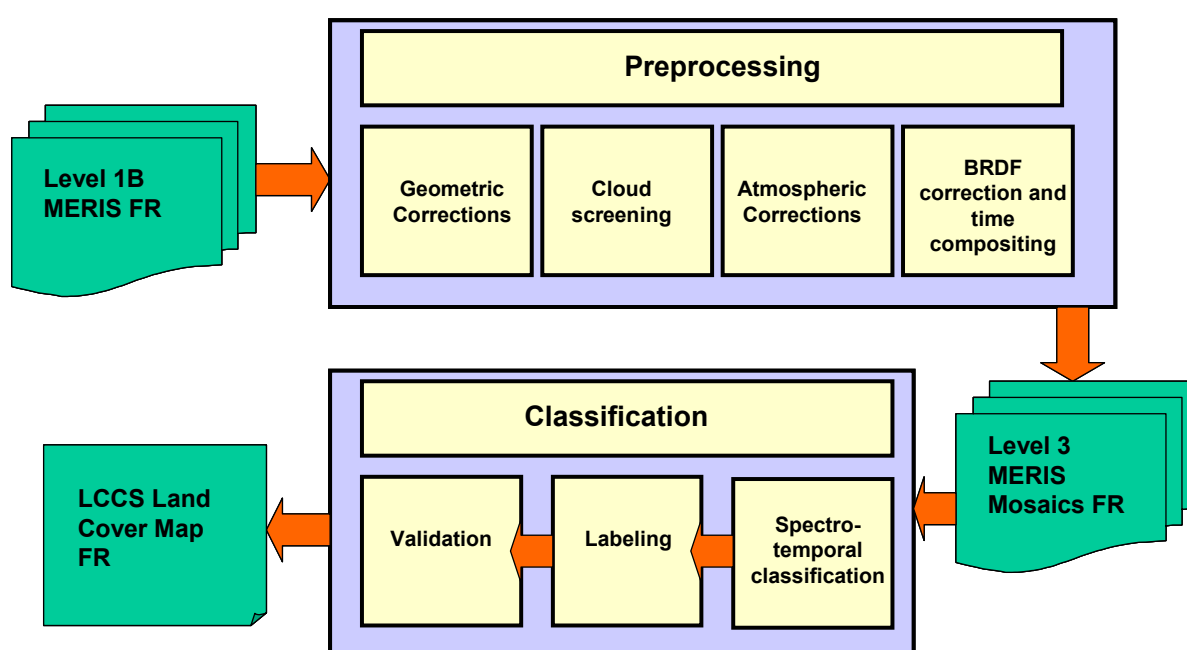 Preprocessing
Level 1B
MERIS FR
Geometric
Corrections
Cloud
screening
Atmospheric
Corrections
BRDF
correction and
time
compositing
Level 3
MERIS
Mosaics FR
Classification
Spectro-
temporal
classification
Labeling
Validation
LCCS Land
Cover Map
FR